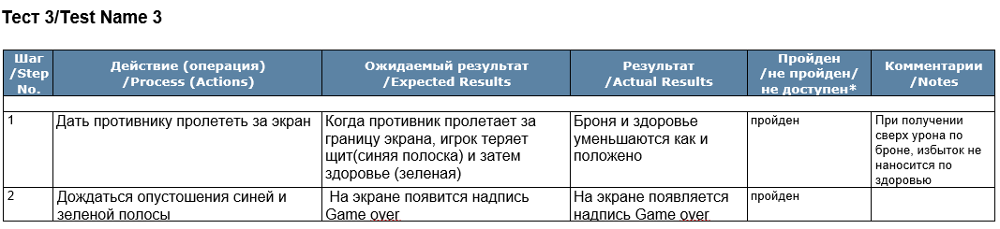 Тест 3/Test Name 3
Шаг
/Step
No.
Действие (операция)
/Process (Actions)
Ожидаемый результат
/Expected Results
Результат
/Actual Results
Пройден
/не пройден/
не доступен*
Комментарии
/Notes
1
Дать противнику пролететь за экран
Когда противник пролетает за
границу экрана, игрок теряет
щит(синяя полоска) и затем
здоровье (зеленая)
Броня и здоровье
уменьшаются как и
положено
пройден
При получении
сверх урона по
броне, избыток не
наносится по
здоровью
2
Дождаться опустошения синей и
зеленой полосы
На экране появится надпись
Game over
На экране появляется
надпись Game over
пройден